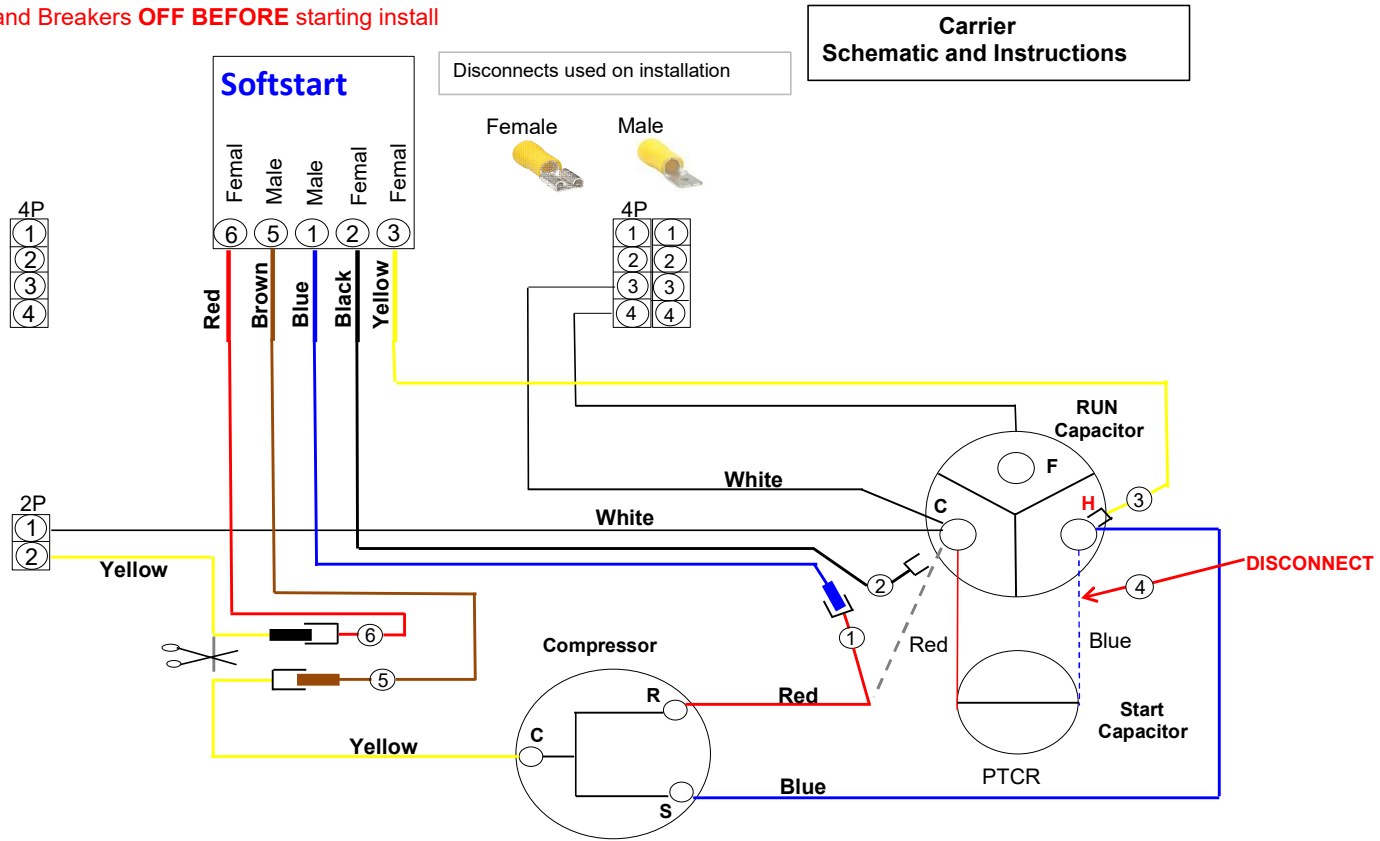 and Breakers OFF BEFORE starting install
Carrier
Schematic and Instructions
Softstart
Disconnects used on installation
Female
Male
Femal
Male
Male
Femal
Femal
6
5
1
2
3
Red
Brown
Blue
Black
Yellow
4P
1
2
3
4
4P
1 1
2 2
3 3
4 4
RUN
Capacitor
F
C
H
3
White
White
2P
1
2
Yellow
2
DISCONNECT
4
6
5
1
Red
Blue
Compressor
R
C
S
Red
Yellow
Blue
Start
Capacitor
PTCR